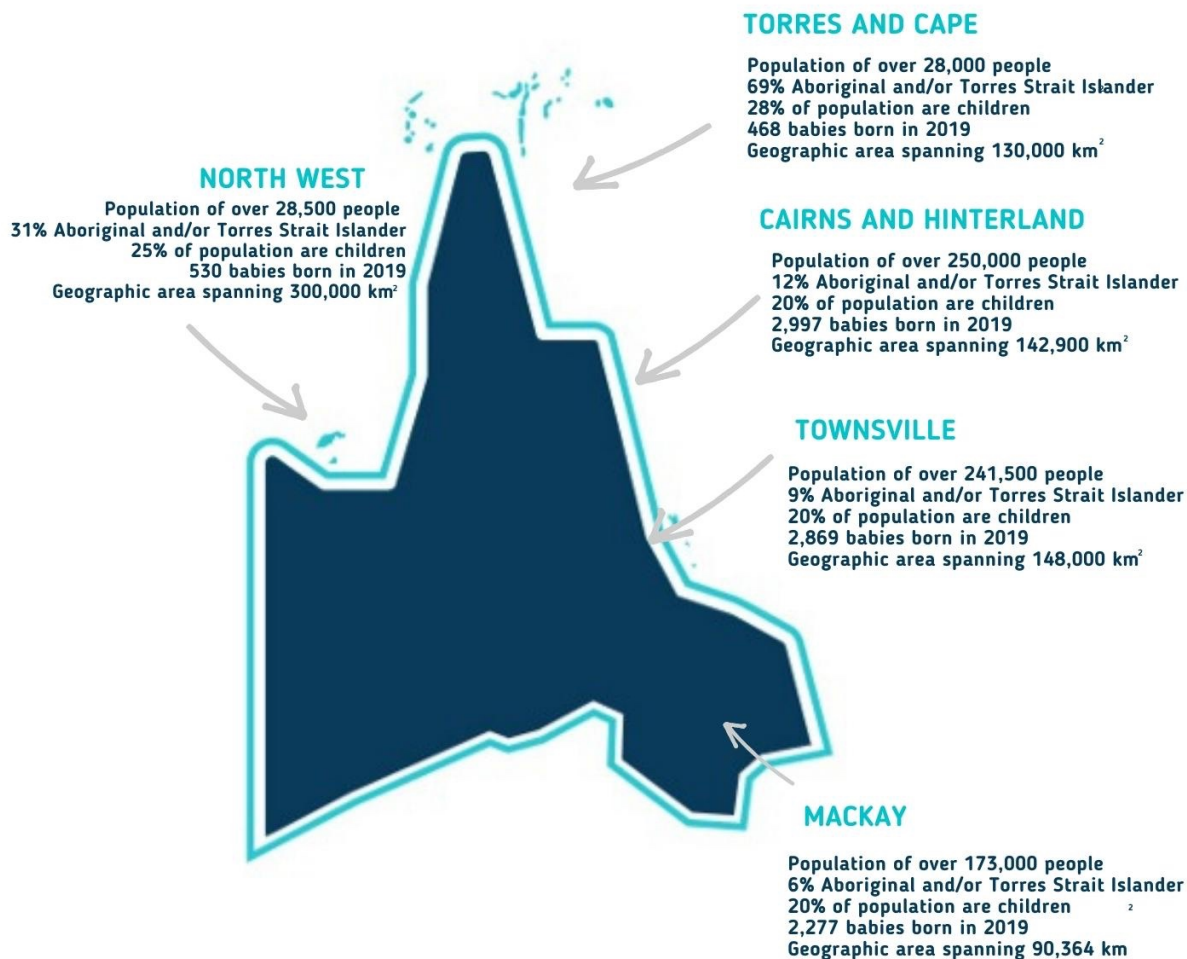 TORRES AND CAPE
Population of over 28,000 people
69% Aboriginal and/or Torres Strait Islander
28% of population are children
468 babies born in 2019
Geographic area spanning 130,000 km²
NORTH WEST
Population of over 28,500 people
31% Aboriginal and/or Torres Strait Islander
25% of population are children
530 babies born in 2019
Geographic area spanning 300,000 km²
CAIRNS AND HINTERLAND
Population of over 250,000 people
12% Aboriginal and/or Torres Strait Islander
20% of population are children
2,997 babies born in 2019
Geographic area spanning 142,900 km²
TOWNSVILLE
Population of over 241,500 people
9% Aboriginal and/or Torres Strait Islander
20% of population are children
2,869 babies born in 2019
Geographic area spanning 148,000 km²
MACKAY
Population of over 173,000 people
6% Aboriginal and/or Torres Strait Islander
20% of population are children ²
2,277 babies born in 2019
Geographic area spanning 90,364 km